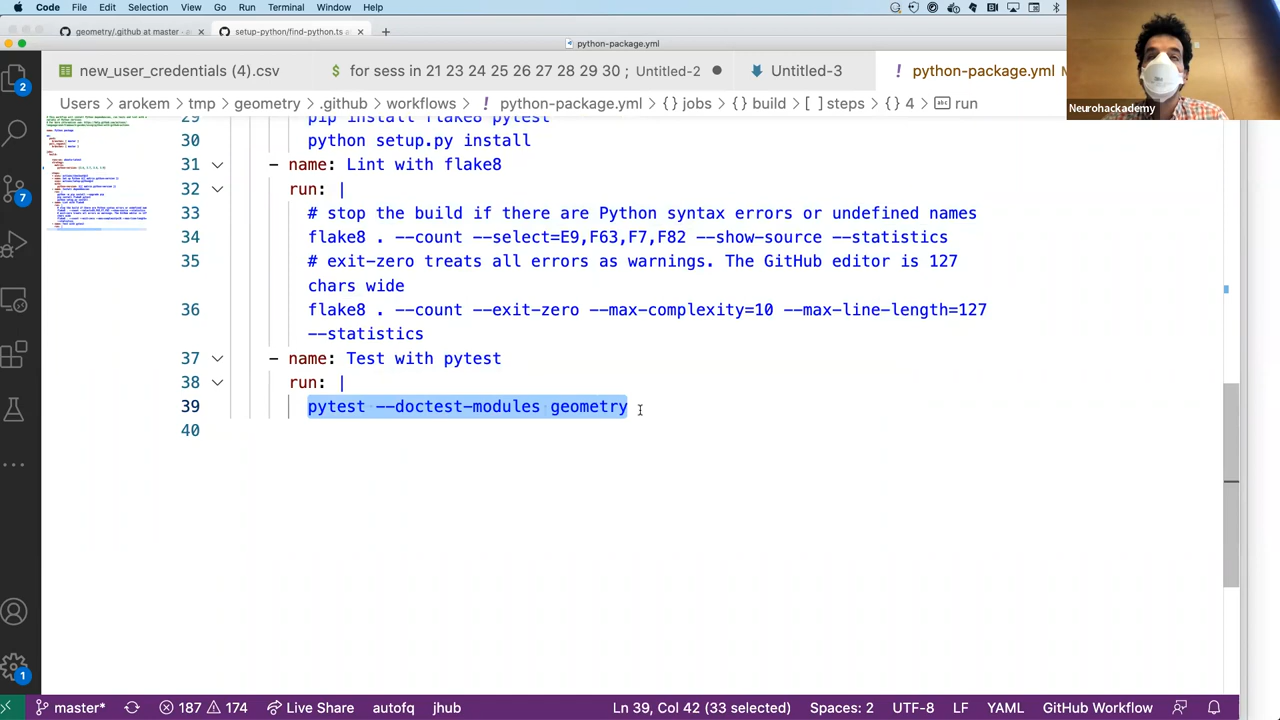 Code File Edit Selection View Go Run Terminal Window Help
geometry/.github at master · setup-python/find-python.ts
python-package.yml
new_user_credentials (4).csv $ for sess in 21 23 24 25 26 27 28 29 30 ; Untitled-2 Untitled-3 ! python-package.yml M
Users > arokem > tmp > geometry > .github > workflows > ! python-package.yml > {} jobs > {} build > [ ] steps > {} 4 > abc run
Neurohackademy
29 pip install flake8 pytest
30 python setup.py install
31 - name: Lint with flake8
32 run: |
33 # stop the build if there are Python syntax errors or undefined names
34 flake8 . --count --select=E9,F63,F7,F82 --show-source --statistics
35 # exit-zero treats all errors as warnings. The GitHub editor is 127
chars wide
36 flake8 . --count --exit-zero --max-complexity=10 --max-line-length=127
--statistics
37 - name: Test with pytest
38 run: |
39 pytest --doctest-modules geometry
40
2
7
1
master* 187 174 Live Share autofq jhub Ln 39, Col 42 (33 selected) Spaces: 2 UTF-8 LF YAML GitHub Workflow